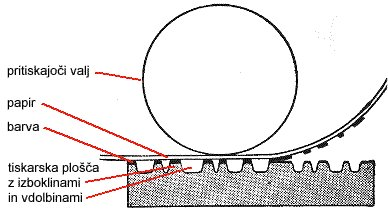 pritiskajoči valj
papir
barva
tiskarska plošča
z izboklinami
in vdolbinami